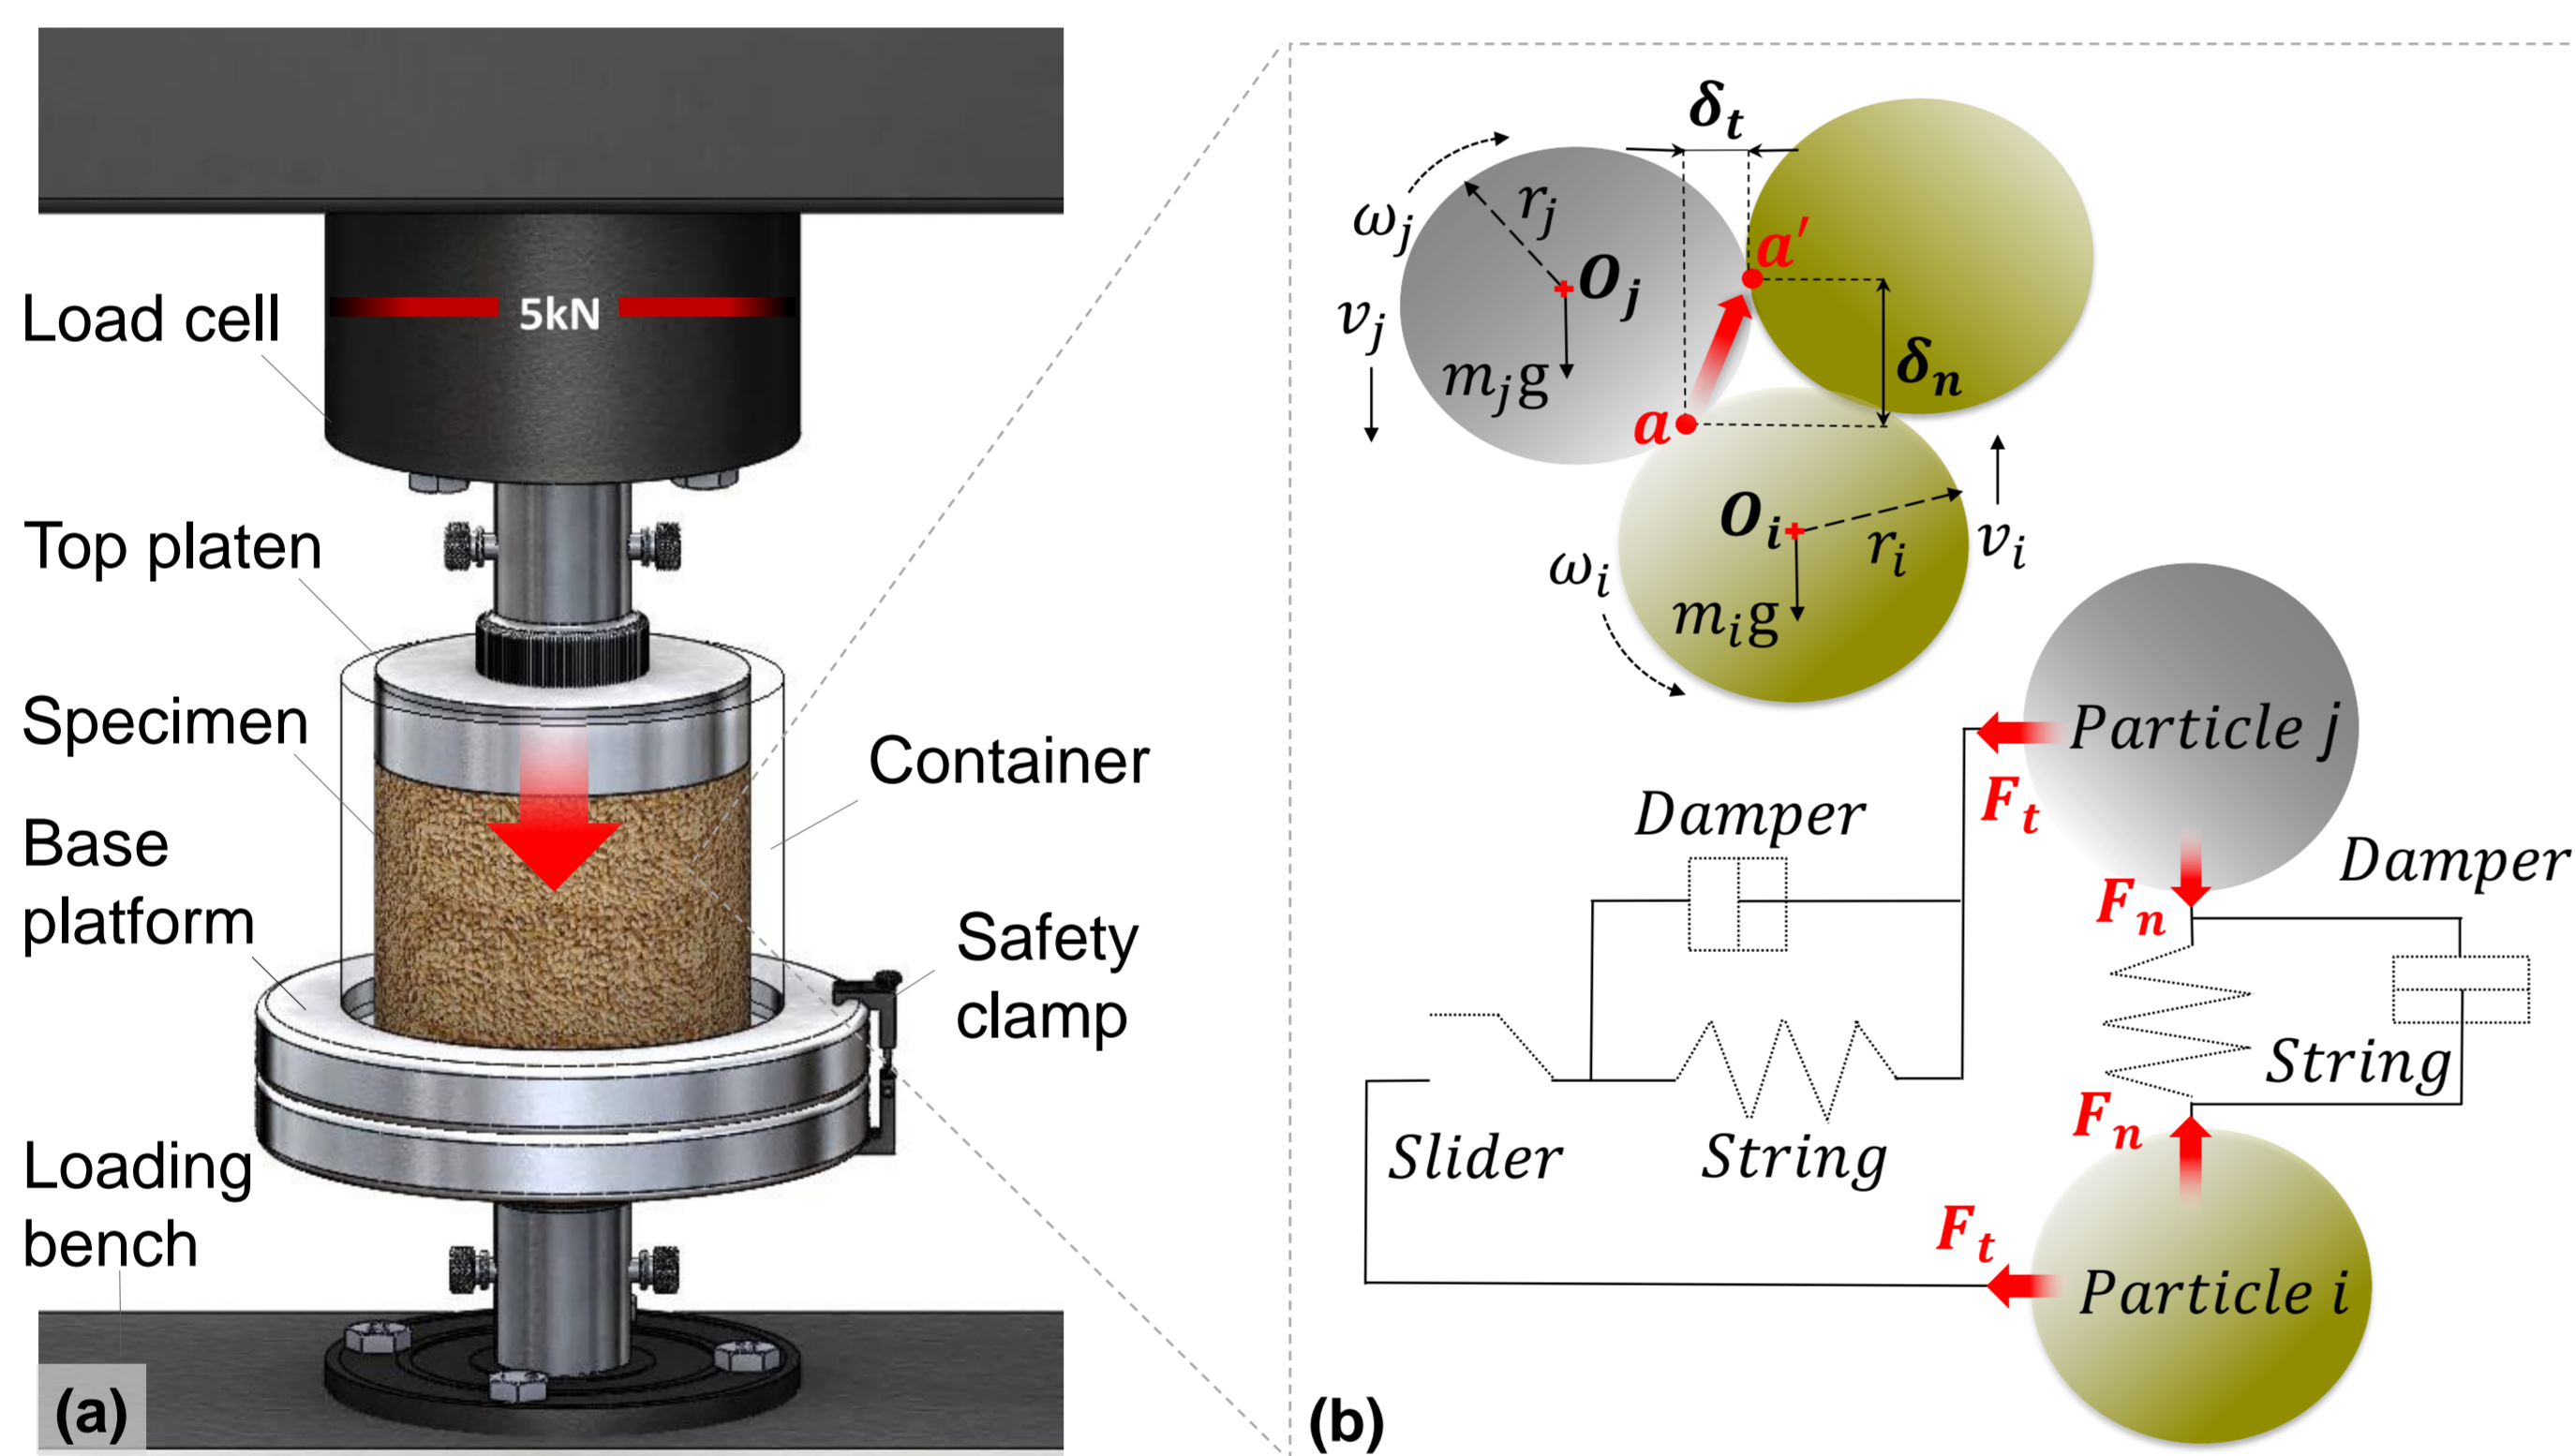 5kN
Load cell
Top platen
Specimen
Base
platform
Container
Safety
clamp
Loading
bench
(a)
δt
ωj
rj
Oj
a′
vj
mjg
δn
a
Oi
ri
vi
ωi
mig
Particle j
Ft
Damper
Damper
Fn
String
Fn
Slider
String
Ft
Particle i
(b)